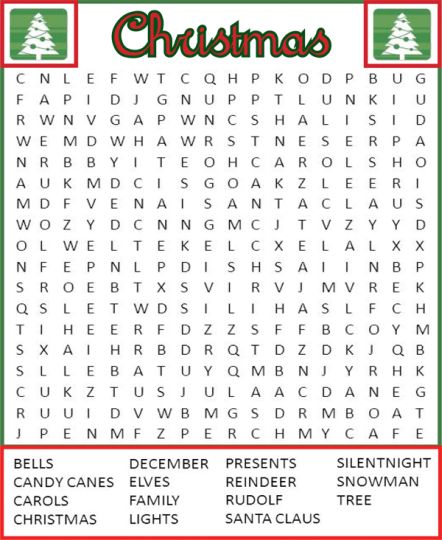 Christmas
C N L E F W T C Q H P K O D P B U G
F A P I D J G N U P P T L U N K I U
R W N V G A P W N C S H A L I S I D
W E M D W H A W R S T N E S E R P A
N R B B Y I T E O H C A R O L S H O
A U K M D C I S G O A K Z L E E R I
M D F V E N A I S A N T A C L A U S
W O Z Y D C N N G M C J T V Z Y Y D
O L W E L T E K E L C X E L A L X X
N F E P N L P D I S H S A I I N B P
S R O E B T X S V I R V J M V R E K
Q S L E T W D S I L I H A S L F C H
T I H E E R F D Z Z S F F B C O Y M
S X A I H R B D R Q T D Z D K J Q B
S L L E B A T U Y Q M B N J Y R H K
C U K Z T U S J U L A A C D A N E G
R U U I D V W B M G S D R M B O A T
J P E N M F Z P E R C H M Y C A F E
BELLS DECEMBER PRESENTS SILENTNIGHT
CANDY CANES ELVES REINDEER SNOWMAN
CAROLS FAMILY RUDOLF TREE
CHRISTMAS LIGHTS SANTA CLAUS